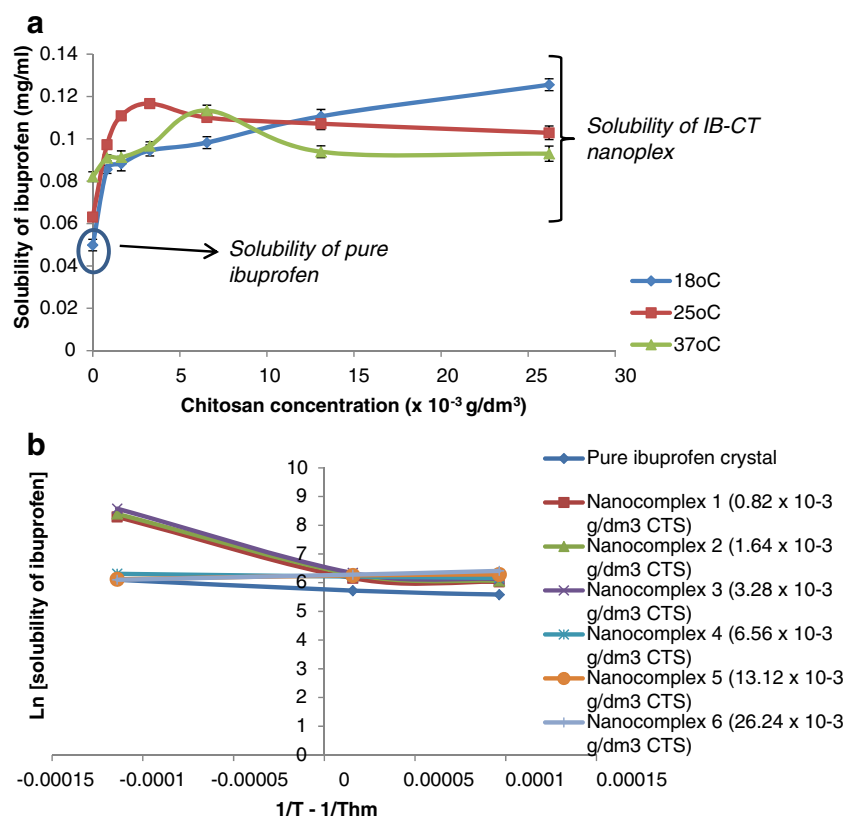 a
Solubility of ibuprofen (mg/ml)
0.14
0.12
0.1
0.08
0.06
0.04
0.02
0
0 5 10 15 20 25 30
Chitosan concentration (x 10-3 g/dm3)
Solubility of IB-CT
nanoplex
Solubility of pure
ibuprofen
18oC
25oC
37oC
b
Ln [solubility of ibuprofen]
10
9
8
7
6
5
4
3
2
1
0
-0.00015 -0.0001 -0.00005 0 0.00005 0.0001 0.00015
1/T - 1/Thm
Pure ibuprofen crystal
Nanocomplex 1 (0.82 x 10-3
g/dm3 CTS)
Nanocomplex 2 (1.64 x 10-3
g/dm3 CTS)
Nanocomplex 3 (3.28 x 10-3
g/dm3 CTS)
Nanocomplex 4 (6.56 x 10-3
g/dm3 CTS)
Nanocomplex 5 (13.12 x 10-3
g/dm3 CTS)
Nanocomplex 6 (26.24 x 10-3
g/dm3 CTS)